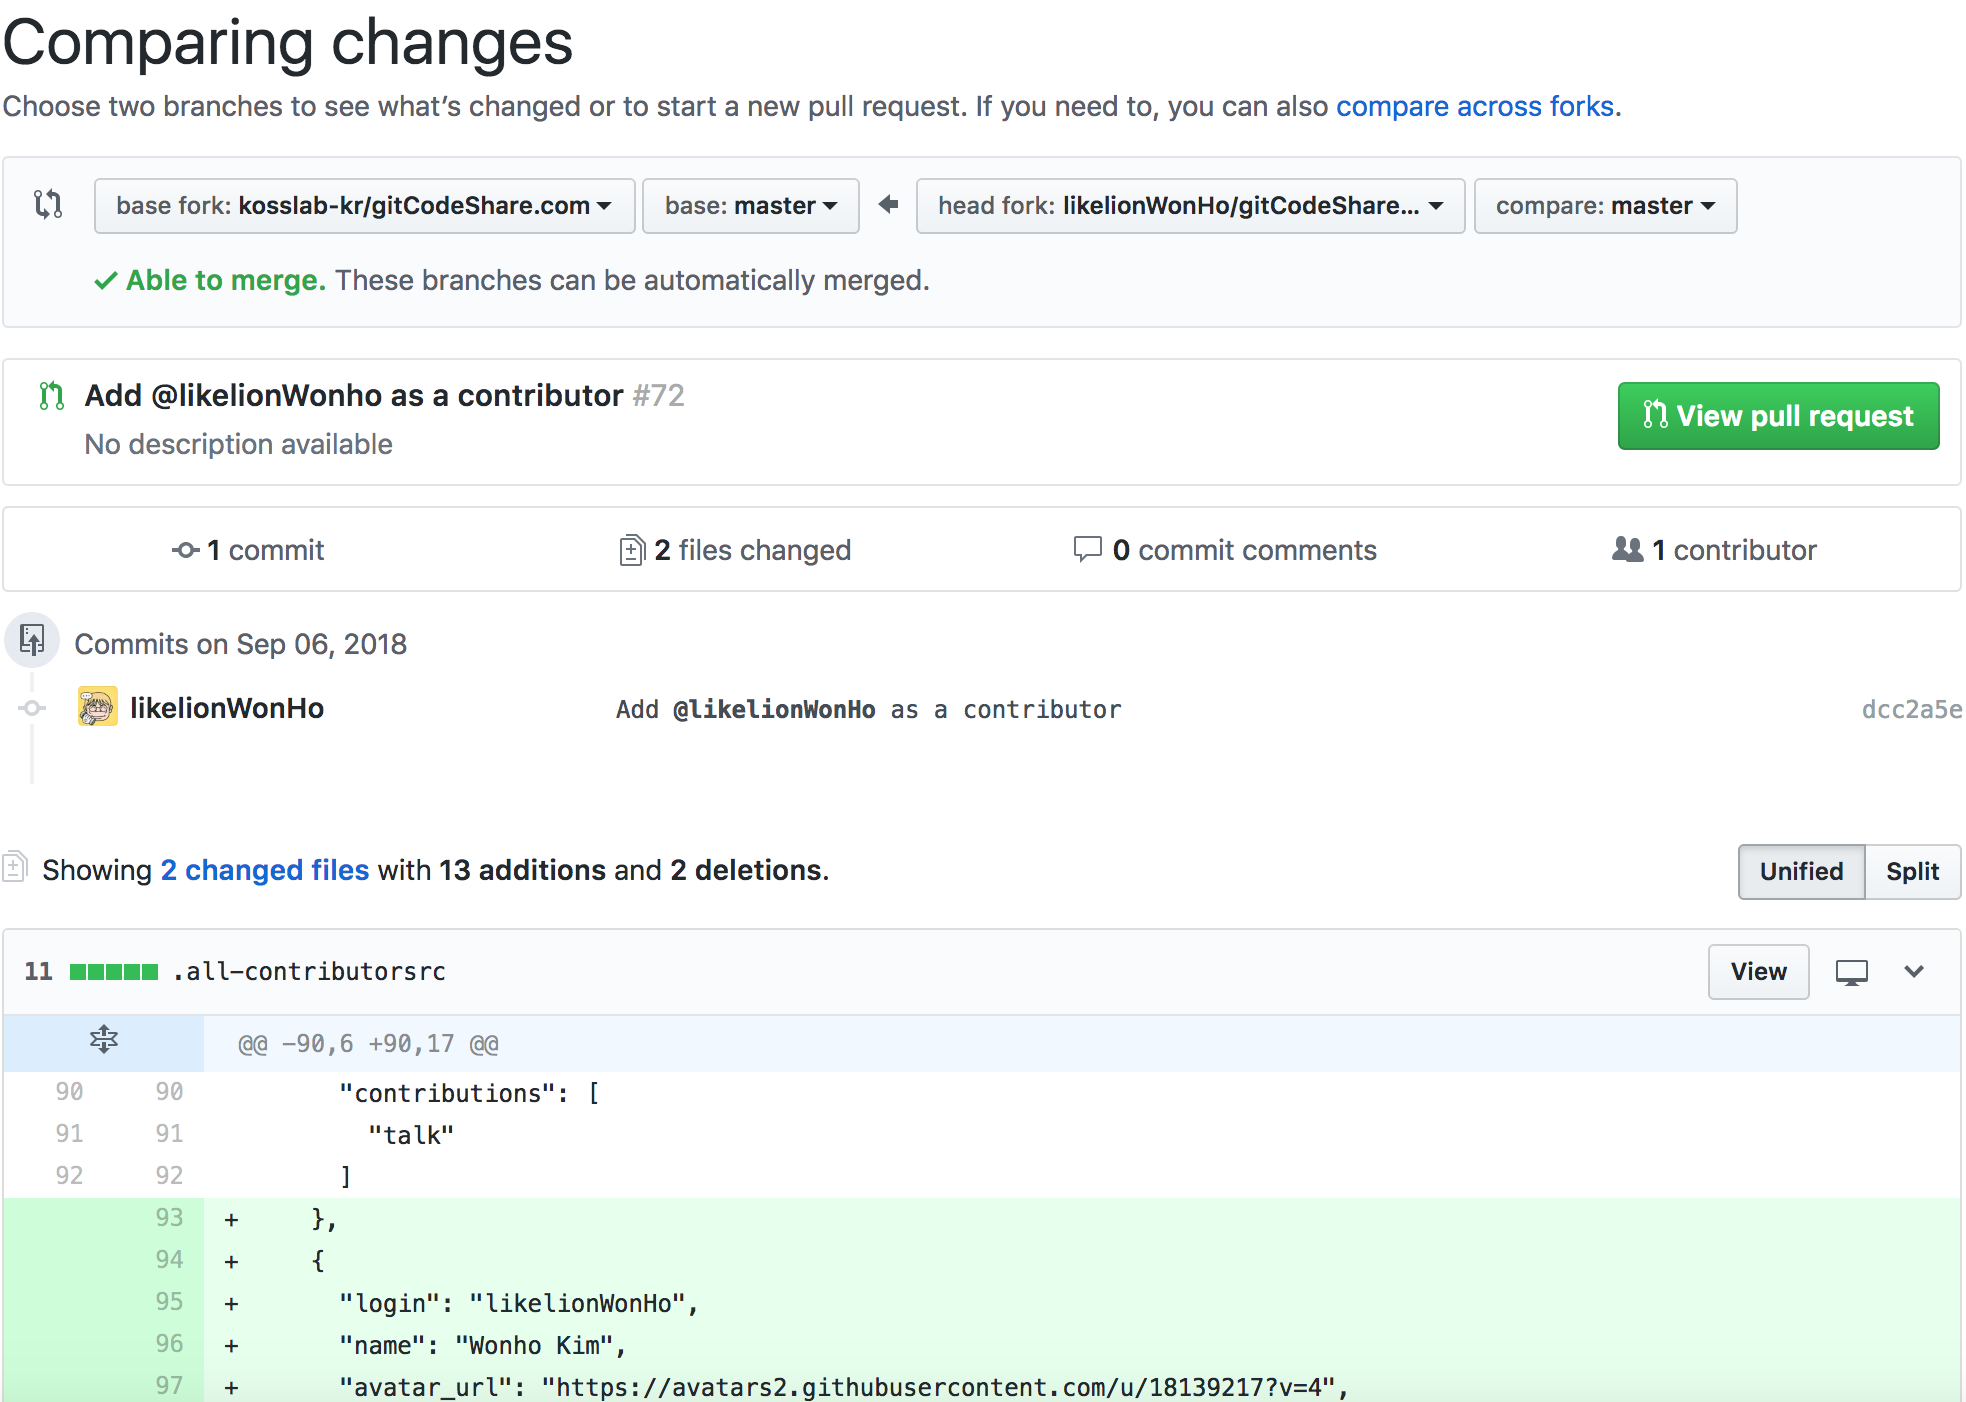 Comparing changes
Choose two branches to see what's changed or to start a new pull request. If you need to, you can also compare across forks.
base fork: kosslab-kr/gitCodeShare.com base: master head fork: likelionWonHo/gitCodeShare... compare: master
Able to merge. These branches can be automatically merged.
Add @likelionWonho as a contributor #72
No description available
View pull request
1 commit 2 files changed 0 commit comments 1 contributor
Commits on Sep 06, 2018
likelionWonHo Add @likelionWonHo as a contributor dcc2a5e
Showing 2 changed files with 13 additions and 2 deletions. Unified Split
11 .all-contributorsrc View
@@ -90,6 +90,17 @@
90 90 "contributions": [
91 91 "talk"
92 92 ]
93 + },
94 + {
95 + "login": "likelionWonHo",
96 + "name": "Wonho Kim",
97 + "avatar_url": "https://avatars2.githubusercontent.com/u/18139217?v=4",